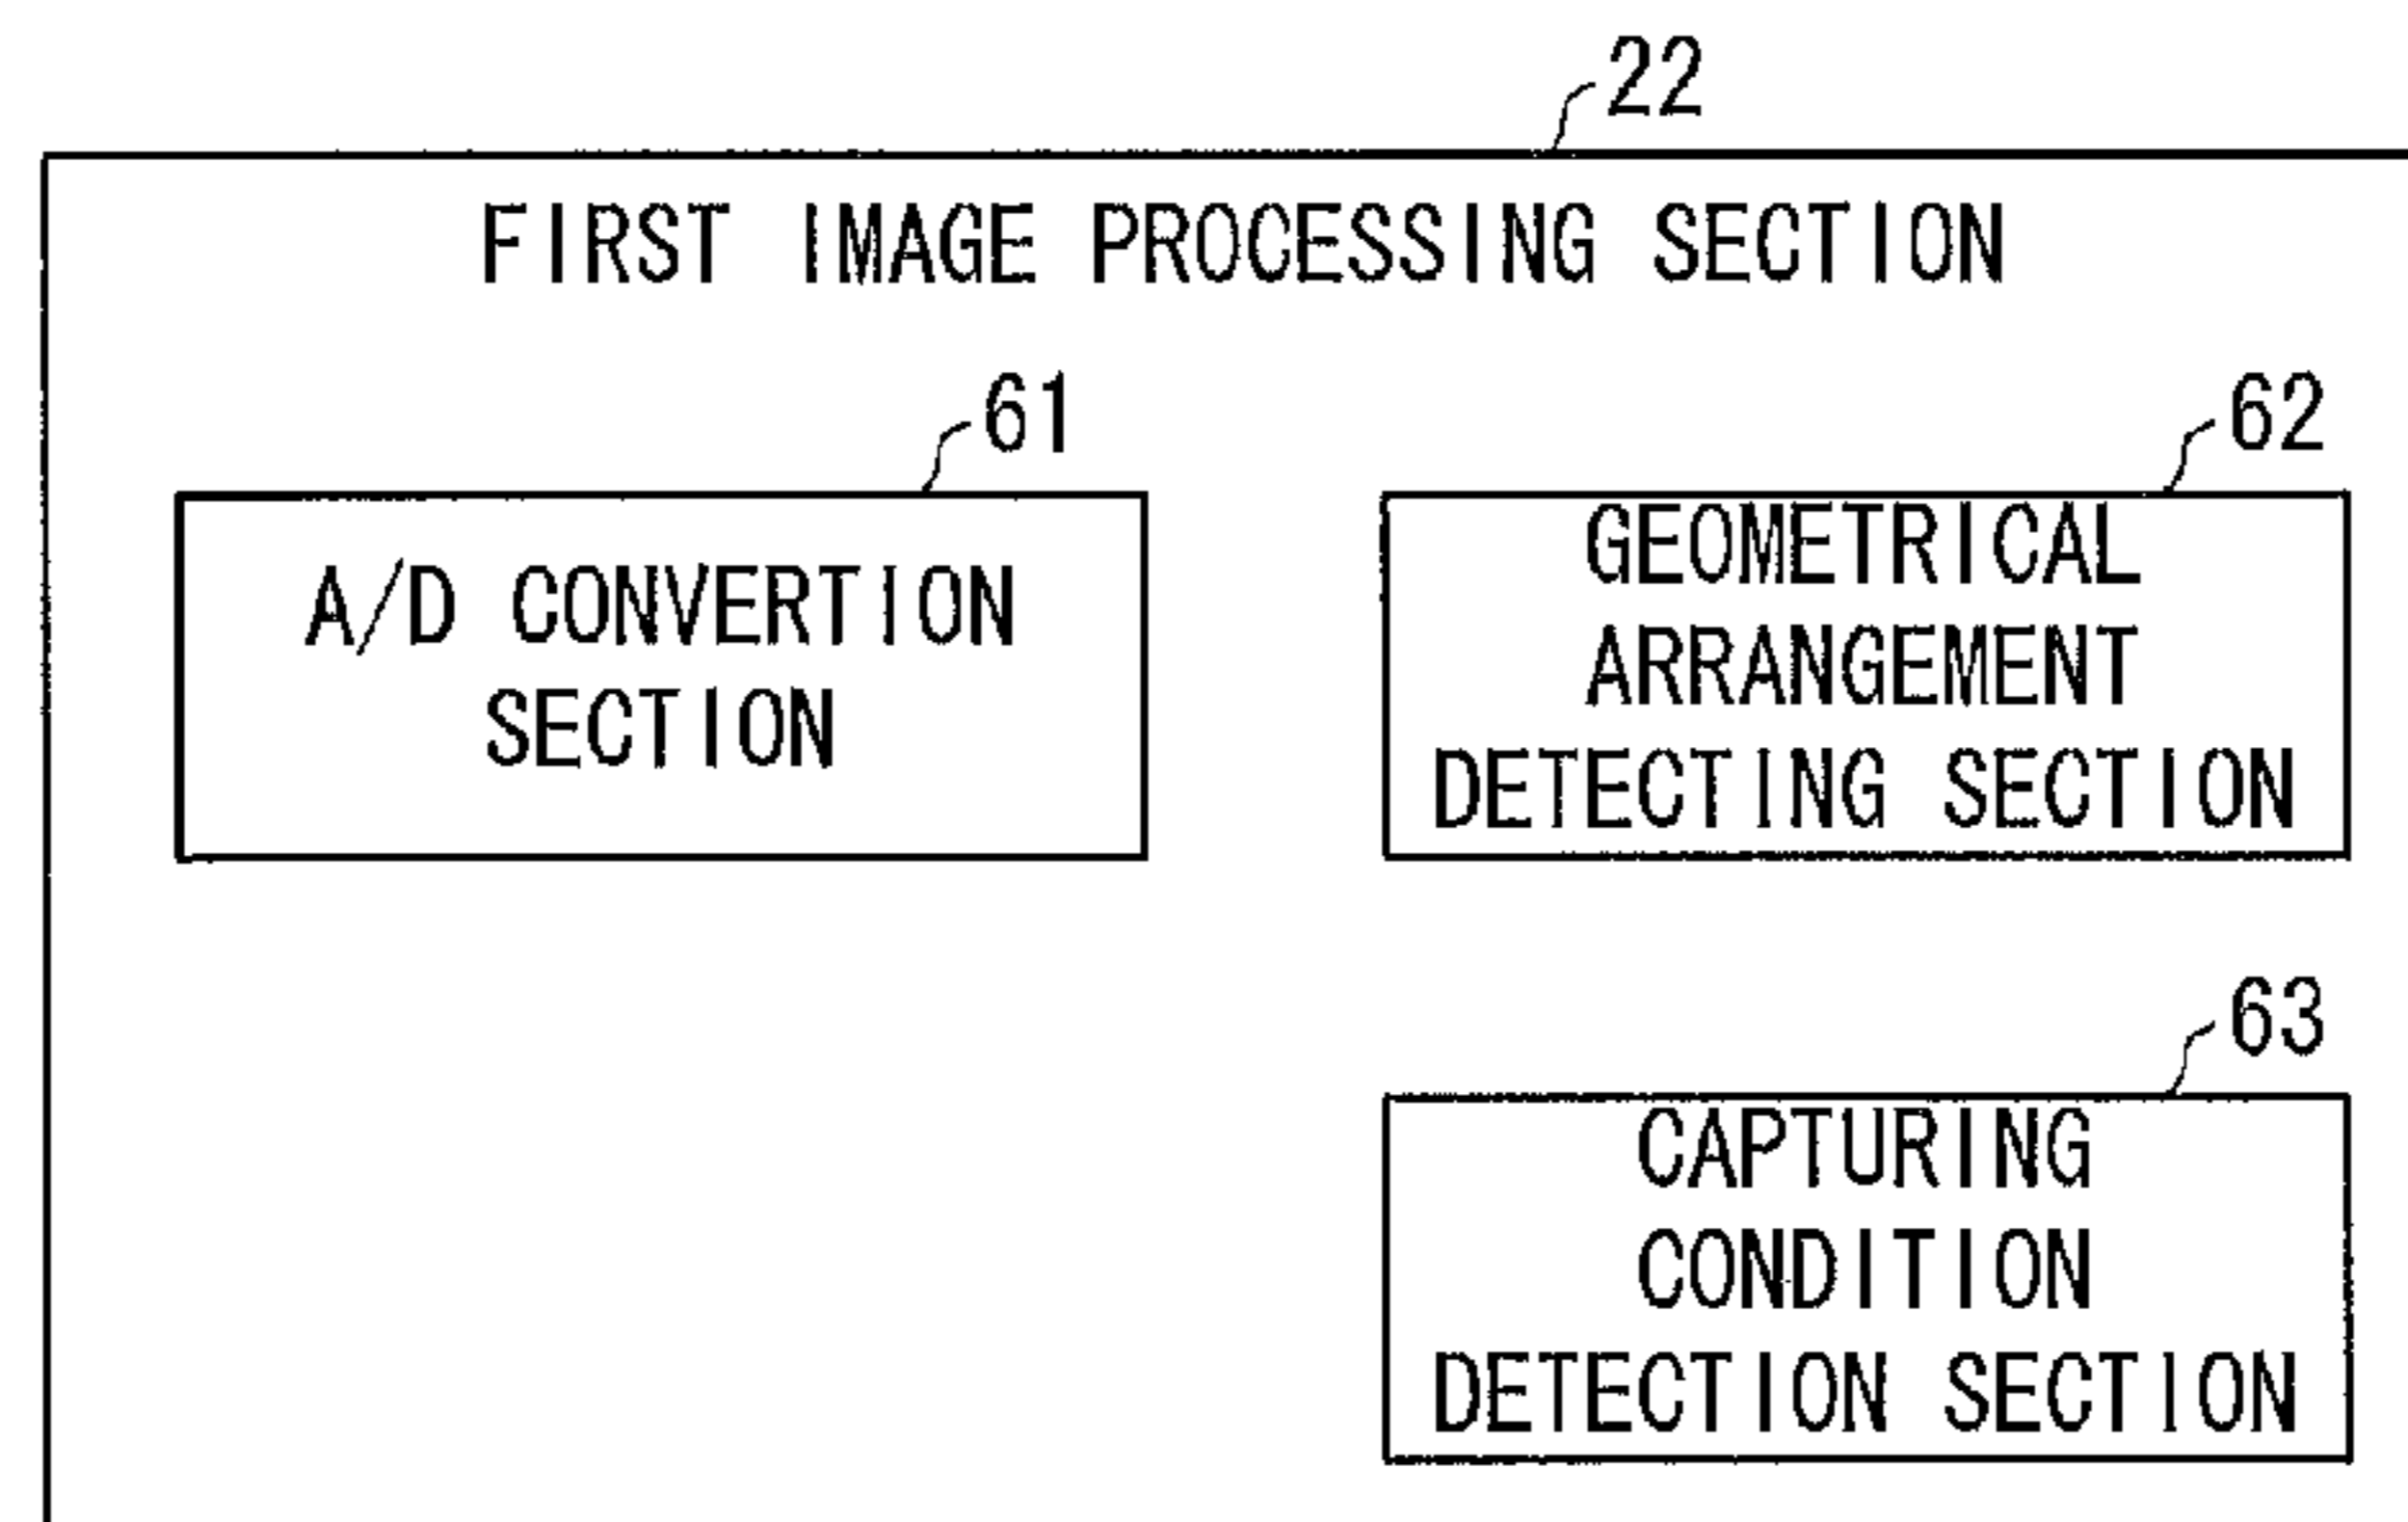 22
FIRST IMAGE PROCESSING SECTION
61
A/D CONVERTION
SECTION
62
GEOMETRICAL
ARRANGEMENT
DETECTING SECTION
63
CAPTURING
CONDITION
DETECTION SECTION